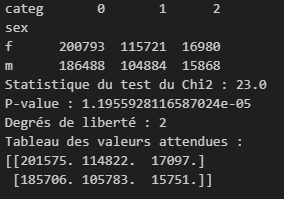 categ 0 1 2
sex
f 200793 115721 16980
m 186488 104884 15868
Statistique du test du Chi2 : 23.0
P-value : 1.1955928116587024e-05
Degrés de liberté : 2
Tableau des valeurs attendues :
[[201575. 114822. 17097.]
[185706. 105783. 15751.]]